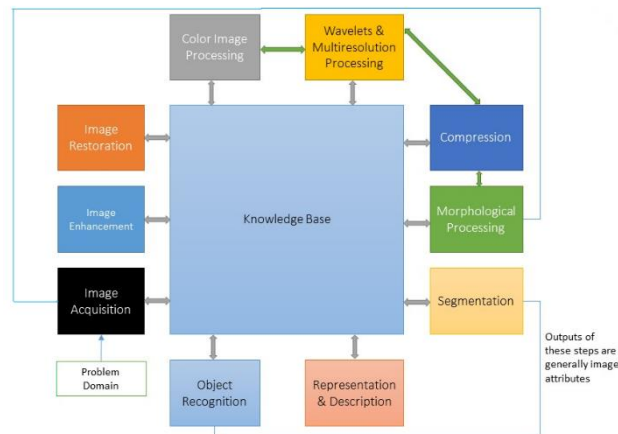 Color Image
Processing
Wavelets &
Multiresolution
Processing
Image
Restoration
Compression
Image
Enhancement
Knowledge Base
Morphological
Processing
Image
Acquisition
Segmentation
Problem
Domain
Object
Recognition
Representation
& Description
Outputs of
these steps are
generally image
attributes